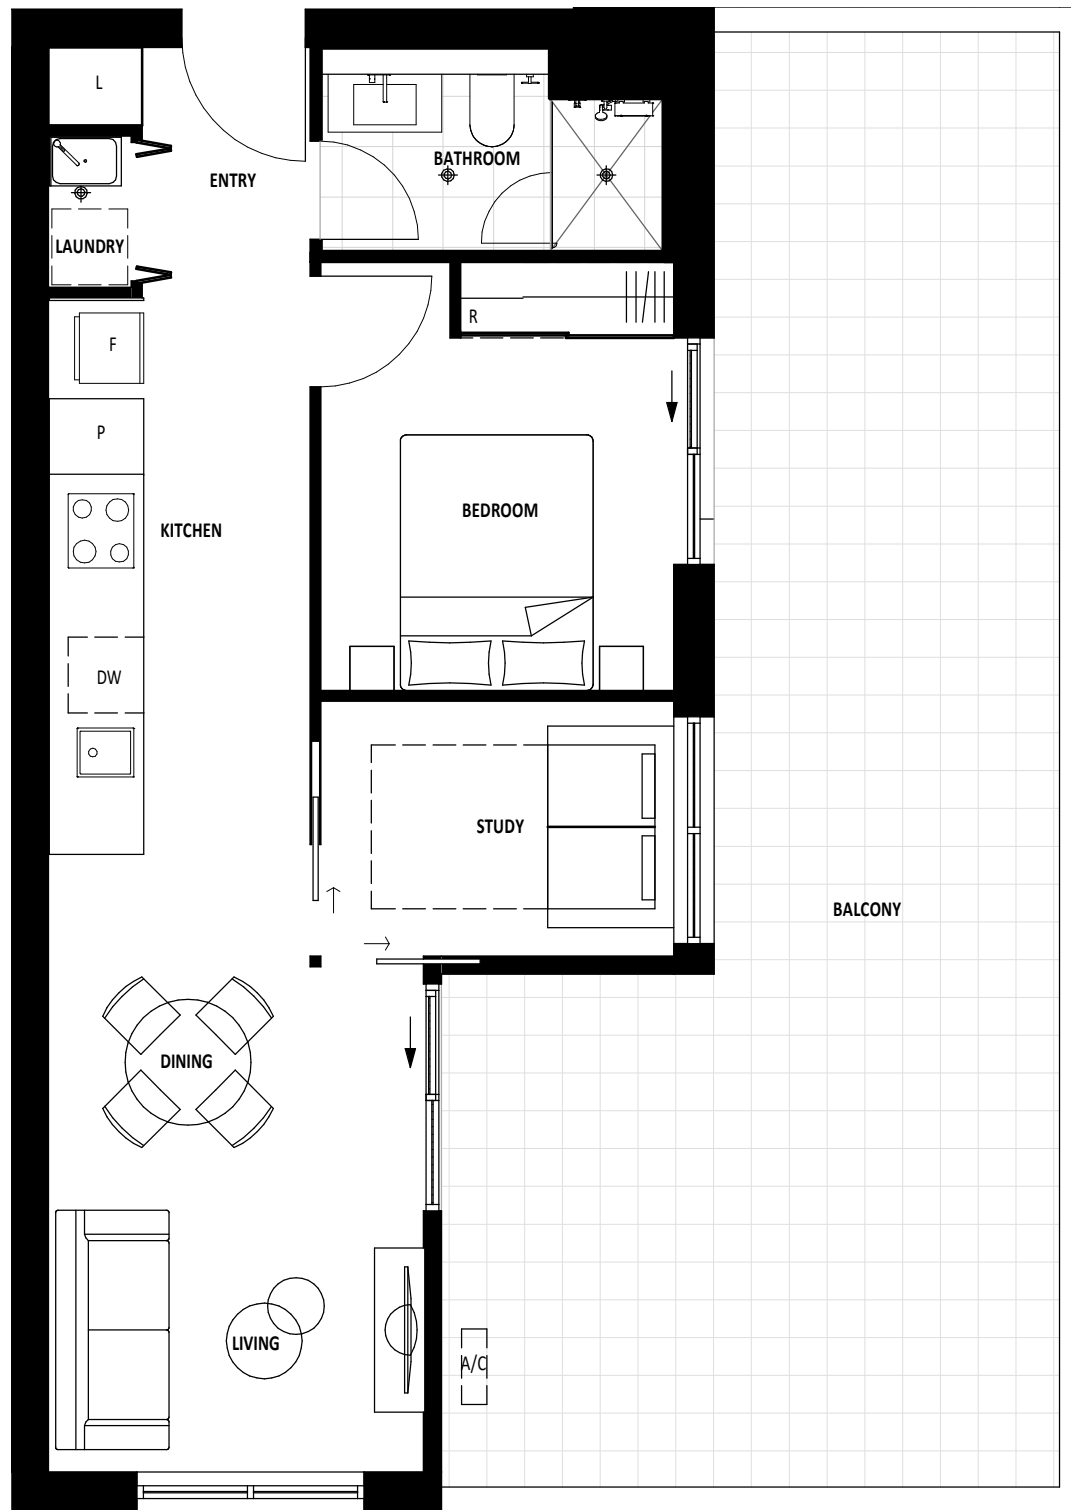 L
BATHROOM
ENTRY
LAUNDRY
R
F
P
BEDROOM
KITCHEN
DW
STUDY
BALCONY
DINING
LIVING
A/C